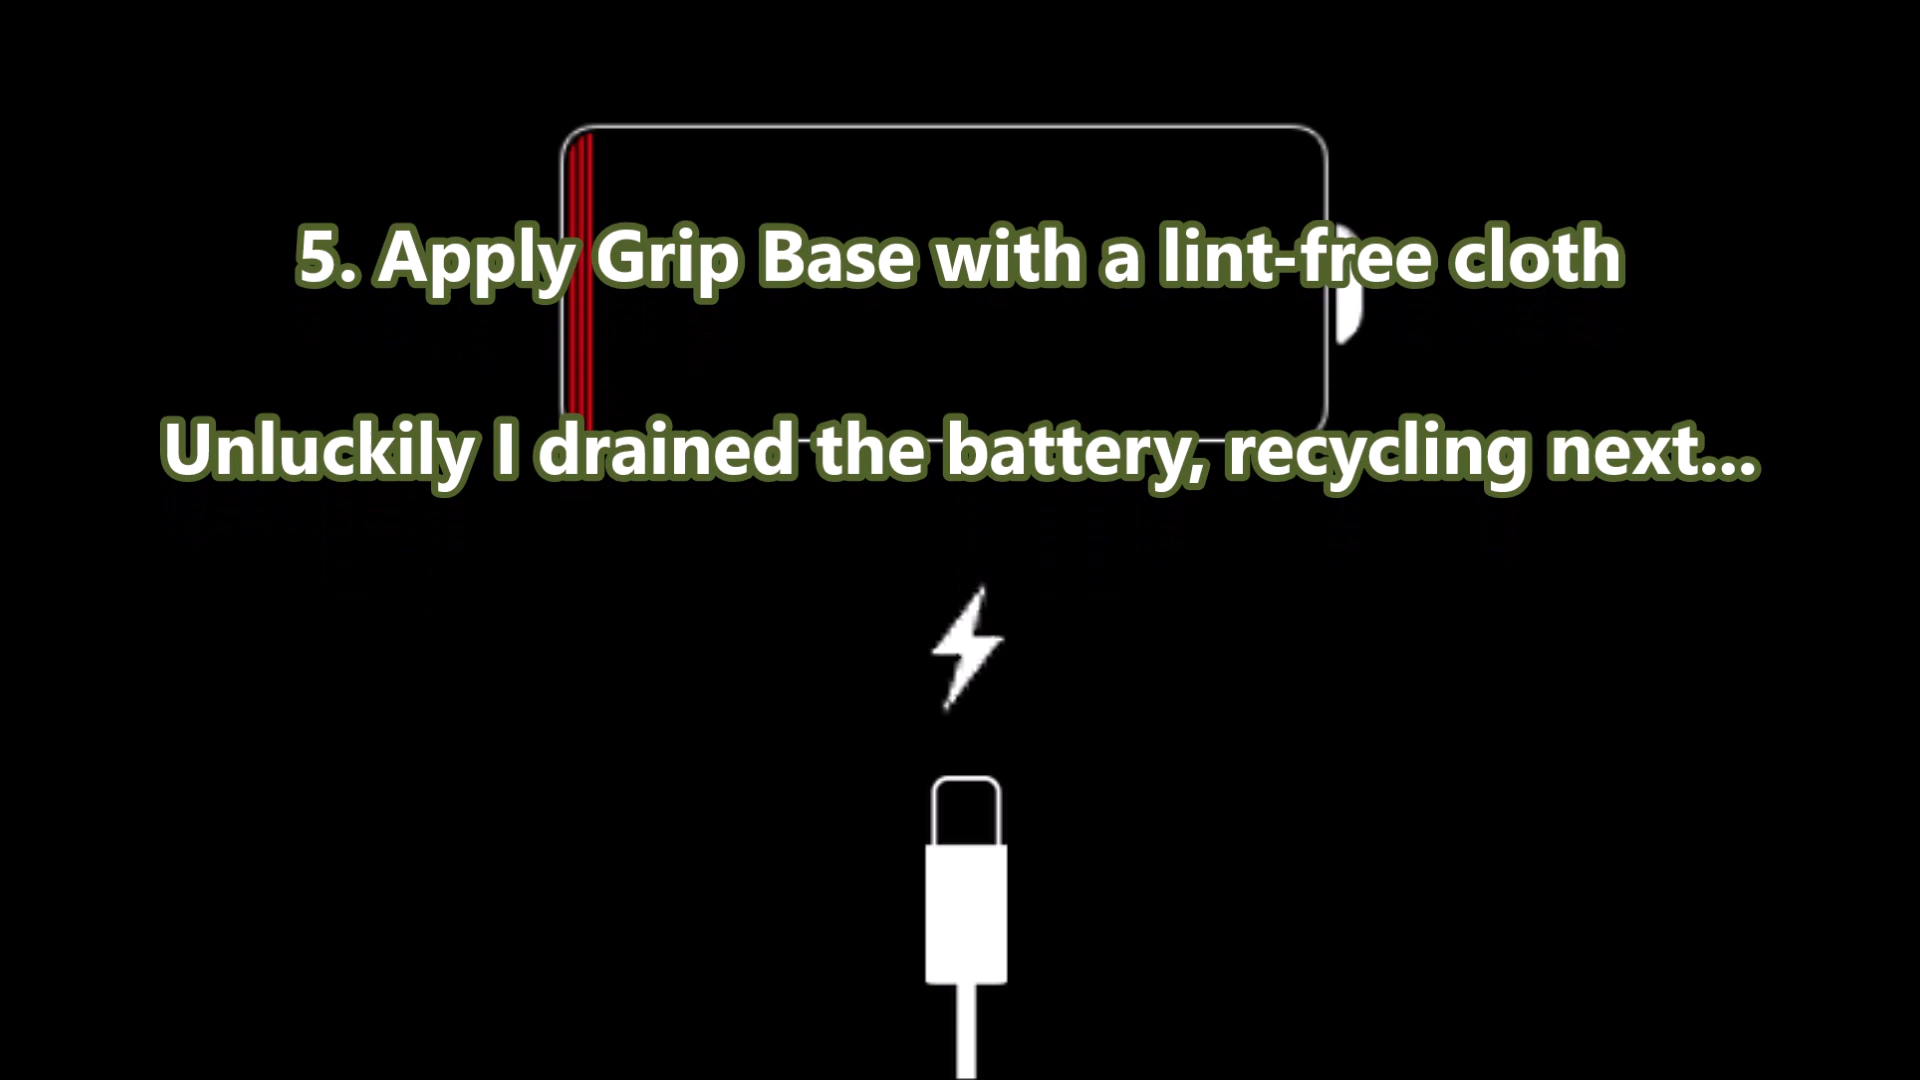 5. Apply Grip Base with a lint-free cloth
Unluckily I drained the battery, recycling next...